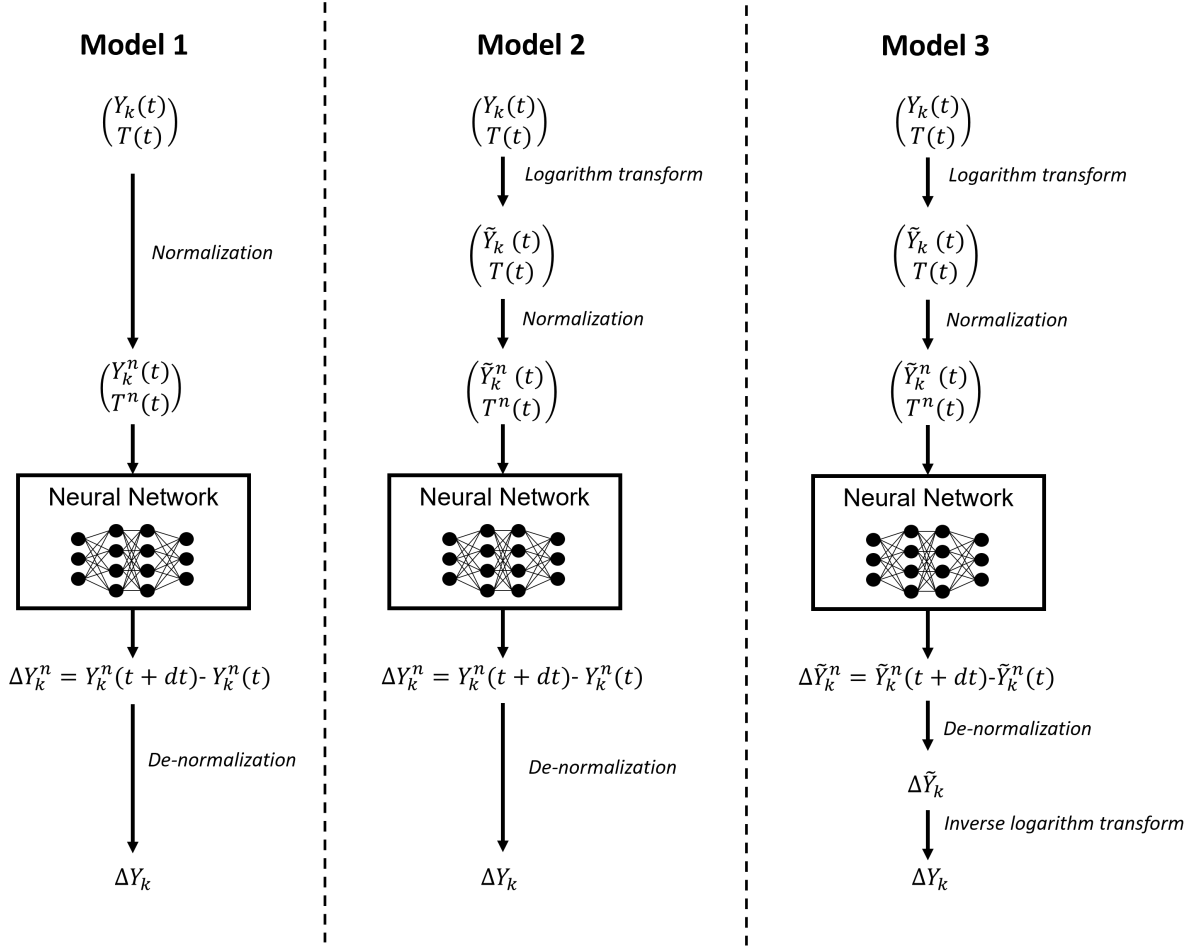 Model 1
(Y_k(t)
T(t))
Normalization
(Y_k^n(t)
T^n(t))
Neural Network
ΔY_k^n = Y_k^n(t + dt)- Y_k^n(t)
De-normalization
ΔY_k
Model 2
(Y_k(t)
T(t))
Logarithm transform
(Ỹ_k (t)
T(t))
Normalization
(Ỹ_k^n (t)
T^n(t))
Neural Network
ΔY_k^n = Y_k^n(t + dt)- Y_k^n(t)
De-normalization
ΔY_k
Model 3
(Y_k(t)
T(t))
Logarithm transform
(Ỹ_k (t)
T(t))
Normalization
(Ỹ_k^n (t)
T^n(t))
Neural Network
ΔỸ_k^n = Ỹ_k^n(t + dt)-Ỹ_k^n(t)
De-normalization
ΔỸ_k
Inverse logarithm transform
ΔY_k